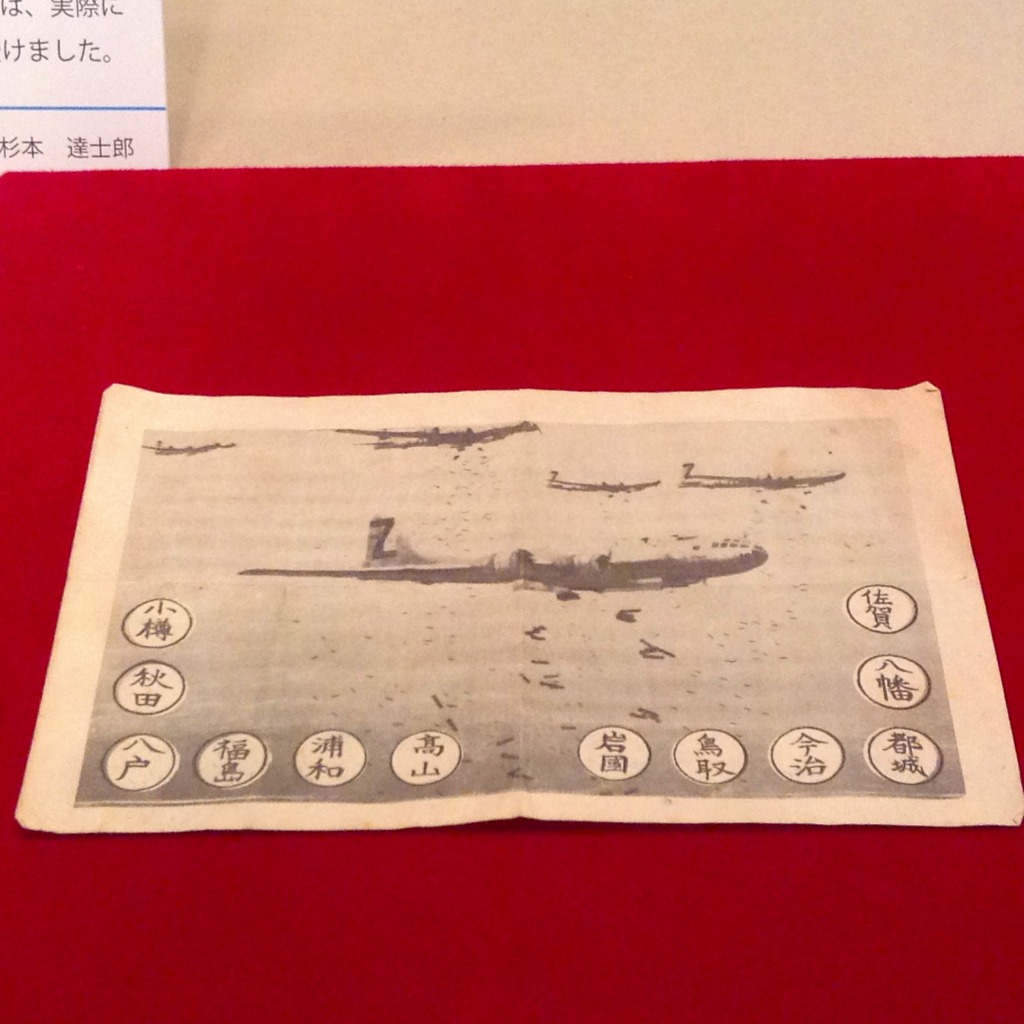 は、実際に
けました。
杉本　達士郎
Z
Z
Z
小樽
秋田
八戸
福島
浦和
高山
佐賀
八幡
岩國
鳥取
今治
都城